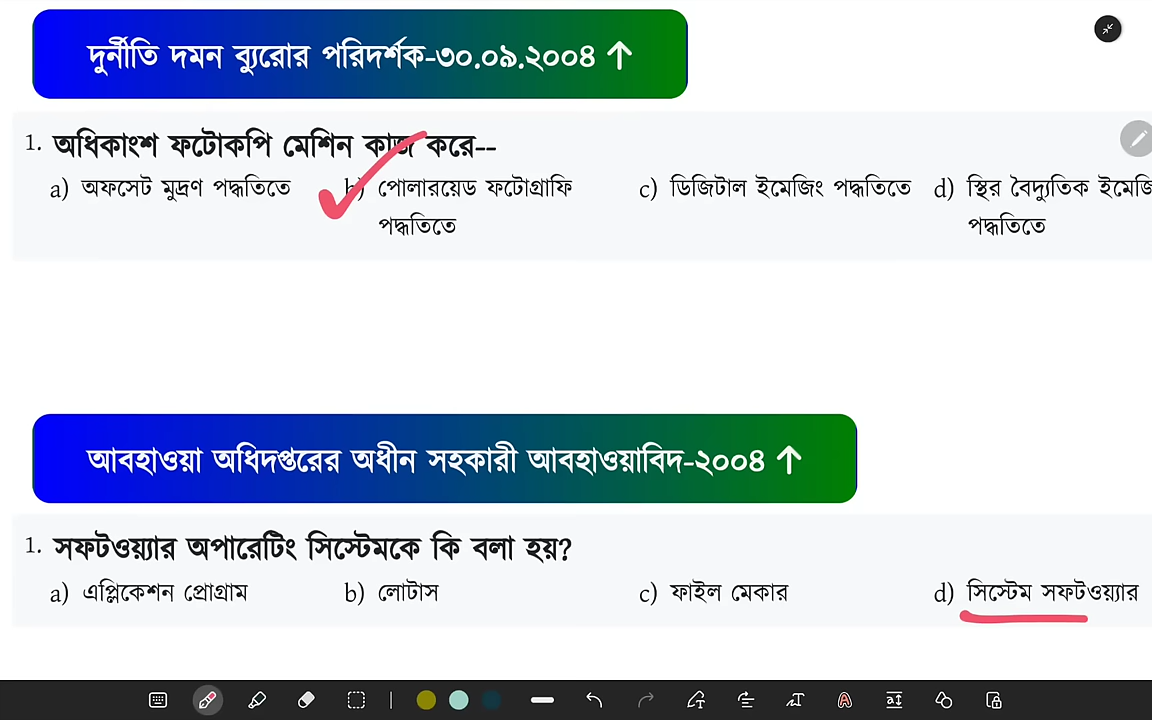 দুর্নীতি দমন ব্যুরোর পরিদর্শক-৩০.০৯.২০০৪ ↑
1. অধিকাংশ ফটোকপি মেশিন কাজ করে--
a) অফসেট মুদ্রণ পদ্ধতিতে b) পোলারয়েড ফটোগ্রাফি c) ডিজিটাল ইমেজিং পদ্ধতিতে d) স্থির বৈদ্যুতিক ইমেজি
পদ্ধতিতে পদ্ধতিতে
আবহাওয়া অধিদপ্তরের অধীন সহকারী আবহাওয়াবিদ-২০০৪ ↑
1. সফটওয়্যার অপারেটিং সিস্টেমকে কি বলা হয়?
a) এপ্লিকেশন প্রোগ্রাম b) লোটাস c) ফাইল মেকার d) সিস্টেম সফটওয়্যার